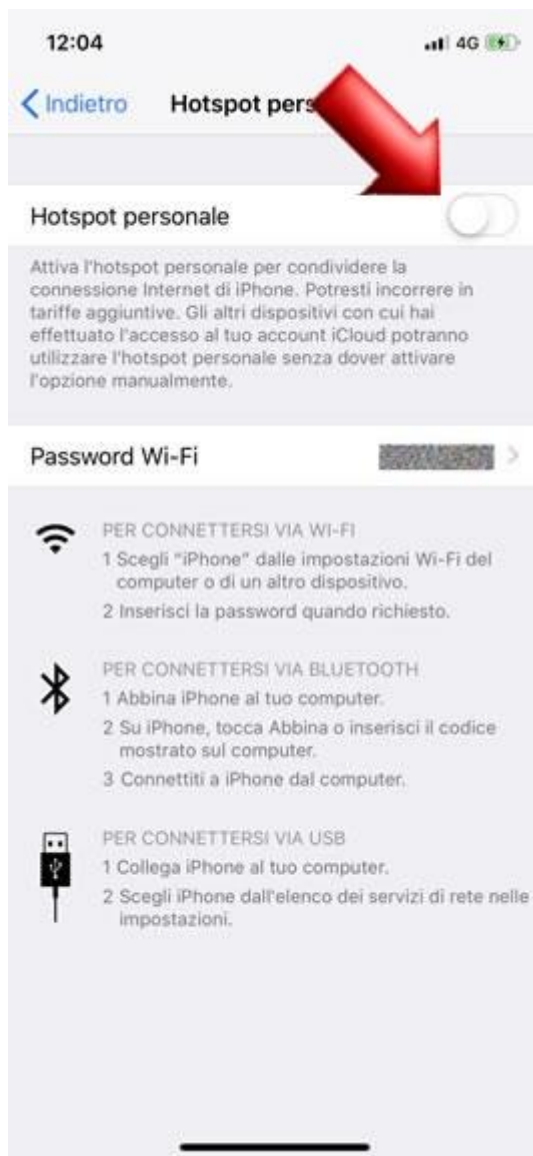 12:04
4G
Indietro
Hotspot pers
Hotspot personale
Attiva l'hotspot personale per condividere la
connessione Internet di iPhone. Potresti incorrere in
tariffe aggiuntive. Gli altri dispositivi con cui hai
effettuato l'accesso al tuo account iCloud potranno
utilizzare l'hotspot personale senza dover attivare
l'opzione manualmente.
Password Wi-Fi
PER CONNETTERSI VIA WI-FI
1 Scegli "iPhone" dalle impostazioni Wi-Fi del
computer o di un altro dispositivo.
2 Inserisci la password quando richiesto.
PER CONNETTERSI VIA BLUETOOTH
1 Abbina iPhone al tuo computer.
2 Su iPhone, tocca Abbina o inserisci il codice
mostrato sul computer.
3 Connettiti a iPhone dal computer.
PER CONNETTERSI VIA USB
1 Collega iPhone al tuo computer.
2 Scegli iPhone dall'elenco dei servizi di rete nelle
impostazioni.